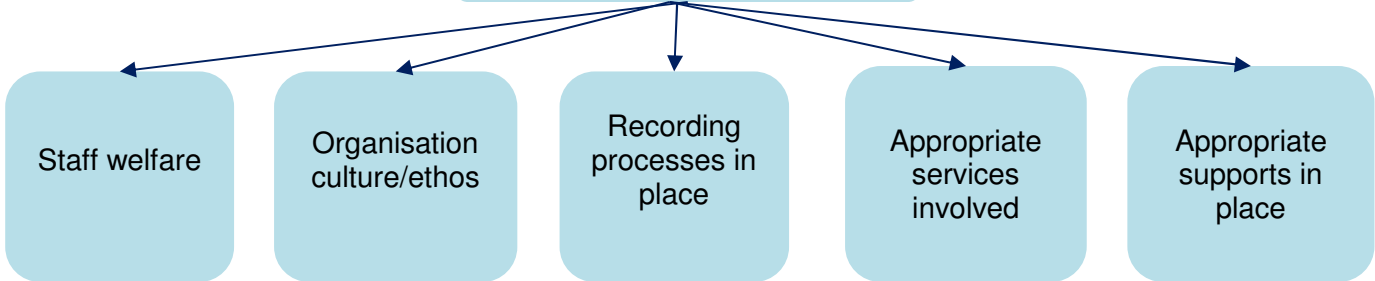 Staff welfare
Organisation
culture/ethos
Recording
processes in
place
Appropriate
services
involved
Appropriate
supports in
place